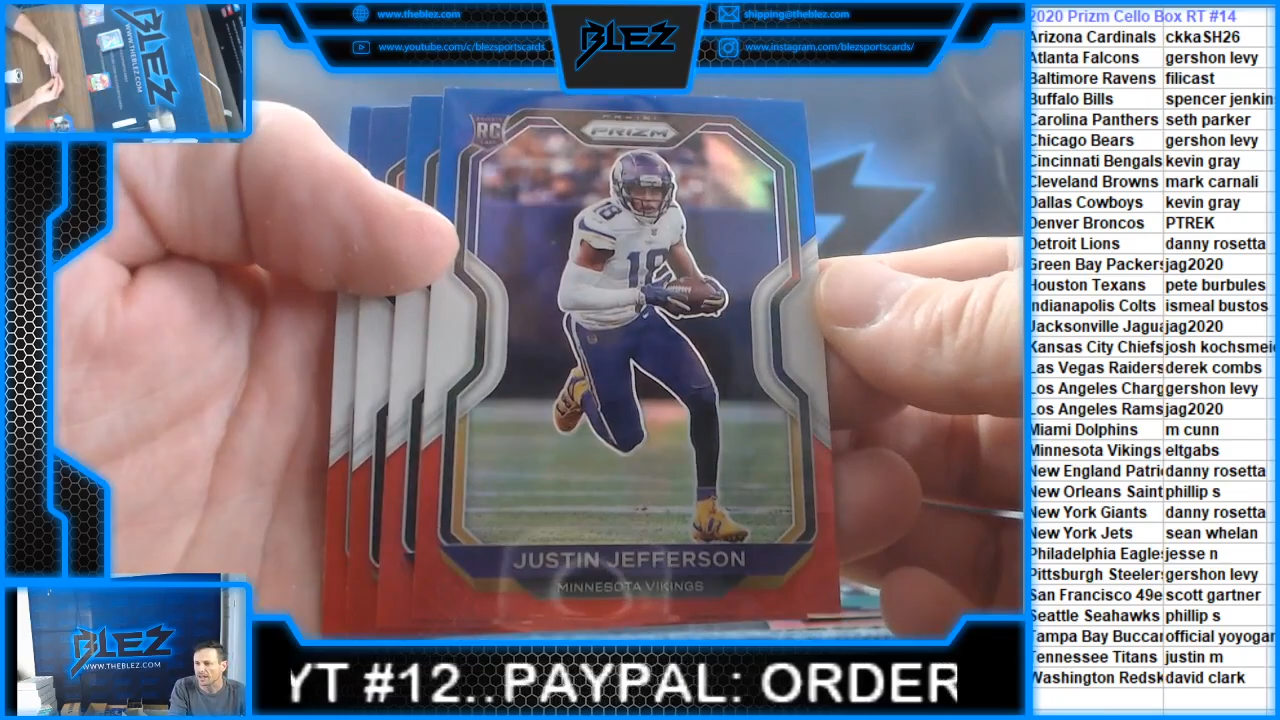 www.theblez.com
www.youtube.com/c/blezsportscards
BLEZ
shipping@theblez.com
www.instagram.com/blezsportscards/
BLEZ
WWW.THEBLEZ.COM
RC
PANINI
PRIZM
18
18
JUSTIN JEFFERSON
MINNESOTA VIKINGS
BLEZ
WWW.THEBLEZ.COM
YT #12..PAYPAL: ORDER
2020 Prizm Cello Box RT #14
Arizona Cardinals ckkaSH26
Atlanta Falcons gershon levy
Baltimore Ravens filicast
Buffalo Bills spencer jenkin
Carolina Panthers seth parker
Chicago Bears gershon levy
Cincinnati Bengals kevin gray
Cleveland Browns mark carnali
Dallas Cowboys kevin gray
Denver Broncos PTREK
Detroit Lions danny rosetta
Green Bay Packers jag2020
Houston Texans pete burbules
Indianapolis Colts ismeal bustos
Jacksonville Jagua jag2020
Kansas City Chiefs josh kochsmei
Las Vegas Raiders derek combs
Los Angeles Charg gershon levy
Los Angeles Rams jag2020
Miami Dolphins m cunn
Minnesota Vikings eltgabs
New England Patri danny rosetta
New Orleans Saint phillip s
New York Giants danny rosetta
New York Jets sean whelan
Philadelphia Eagle jesse n
Pittsburgh Steeler gershon levy
San Francisco 49e scott gartner
Seattle Seahawks phillip s
Tampa Bay Buccan official yoyogar
Tennessee Titans justin m
Washington Redsk david clark